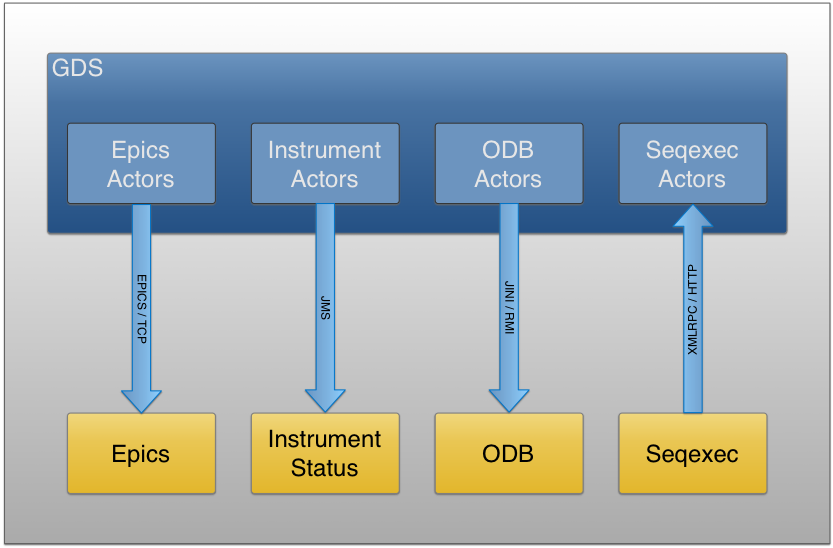 GDS
Epics
Actors
Instrument
Actors
ODB
Actors
Seqexec
Actors
EPICS / TCP
JMS
JINI / RMI
XMLRPC / HTTP
Epics
Instrument
Status
ODB
Seqexec